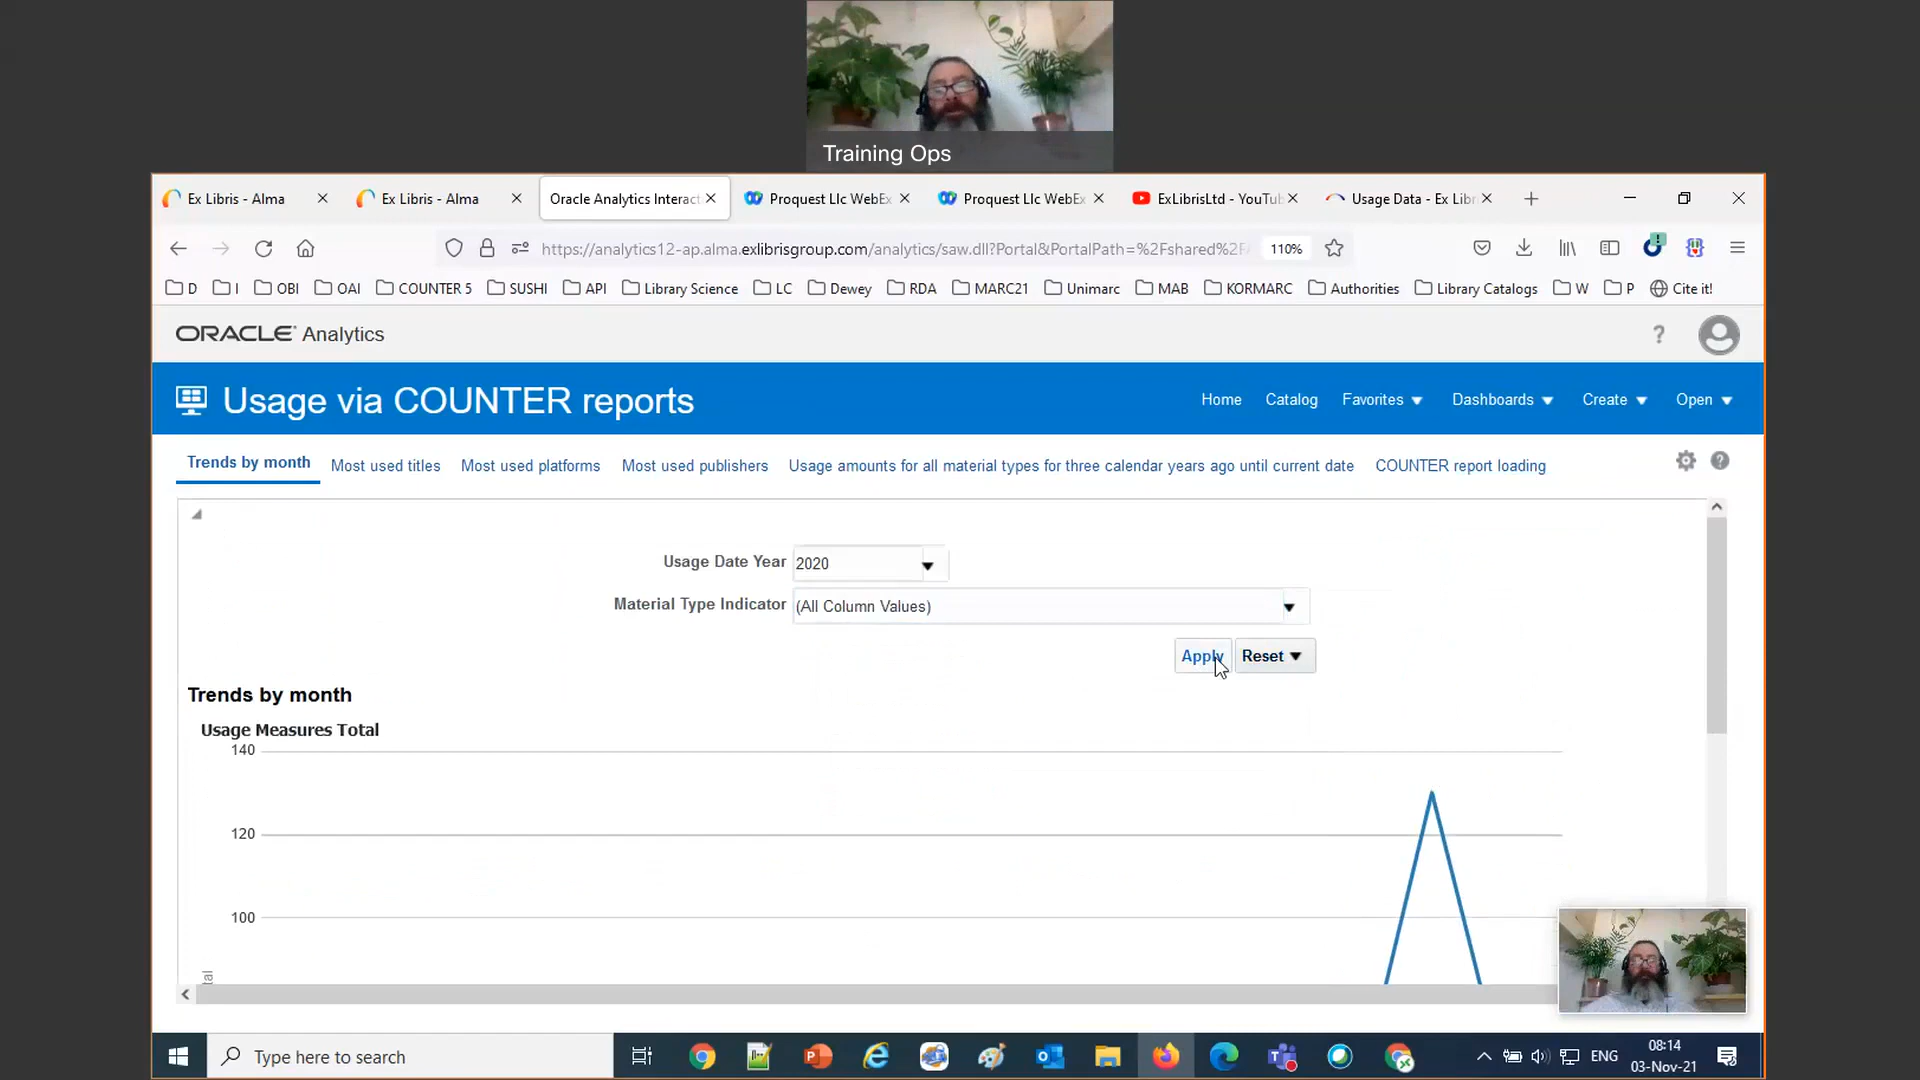 Training Ops
Ex Libris - Alma
Ex Libris - Alma
Oracle Analytics Interact
Proquest Llc WebEx
Proquest Llc WebEx
ExLibrisLtd - YouTub
Usage Data - Ex Libri
https://analytics12-ap.alma.exlibrisgroup.com/analytics/saw.dll?Portal&PortalPath=%2Fshared%2F
110%
D
I
OBI
OAI
COUNTER 5
SUSHI
API
Library Science
LC
Dewey
RDA
MARC21
Unimarc
MAB
KORMARC
Authorities
Library Catalogs
W
P
Cite it!
ORACLE Analytics
?
Usage via COUNTER reports
Home
Catalog
Favorites
Dashboards
Create
Open
Trends by month
Most used titles
Most used platforms
Most used publishers
Usage amounts for all material types for three calendar years ago until current date
COUNTER report loading
Usage Date Year
2020
Material Type Indicator
(All Column Values)
Apply
Reset
Trends by month
Usage Measures Total
140
120
100
Type here to search
ENG
08:14
03-Nov-21